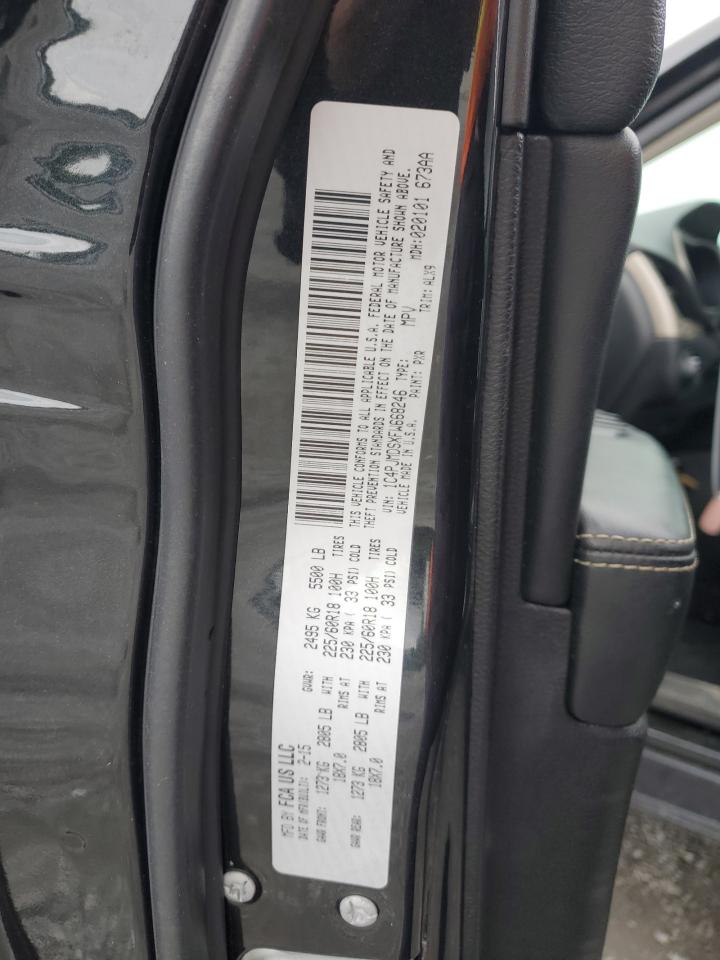 MFD BY FCA US LLC
DATE OF MFR(BUILT): 2-15
GVWR: 2495 KG 5500 LB
GAWR FRONT: 1273 KG 2805 LB WITH 225/60R18 100H TIRES
18X7.0 RIMS AT 230 KPA ( 33 PSI) COLD
GAWR REAR: 1273 KG 2805 LB WITH 225/60R18 100H TIRES
18X7.0 RIMS AT 230 KPA ( 33 PSI) COLD
THIS VEHICLE CONFORMS TO ALL APPLICABLE U.S.A. FEDERAL MOTOR VEHICLE SAFETY AND
THEFT PREVENTION STANDARDS IN EFFECT ON THE DATE OF MANUFACTURE SHOWN ABOVE.
VIN: 1C4PJMDSXFW668246 TYPE: MPV MDH:020101 673AA
VEHICLE MADE IN U.S.A. PAINT: PXR TRIM: ALX9